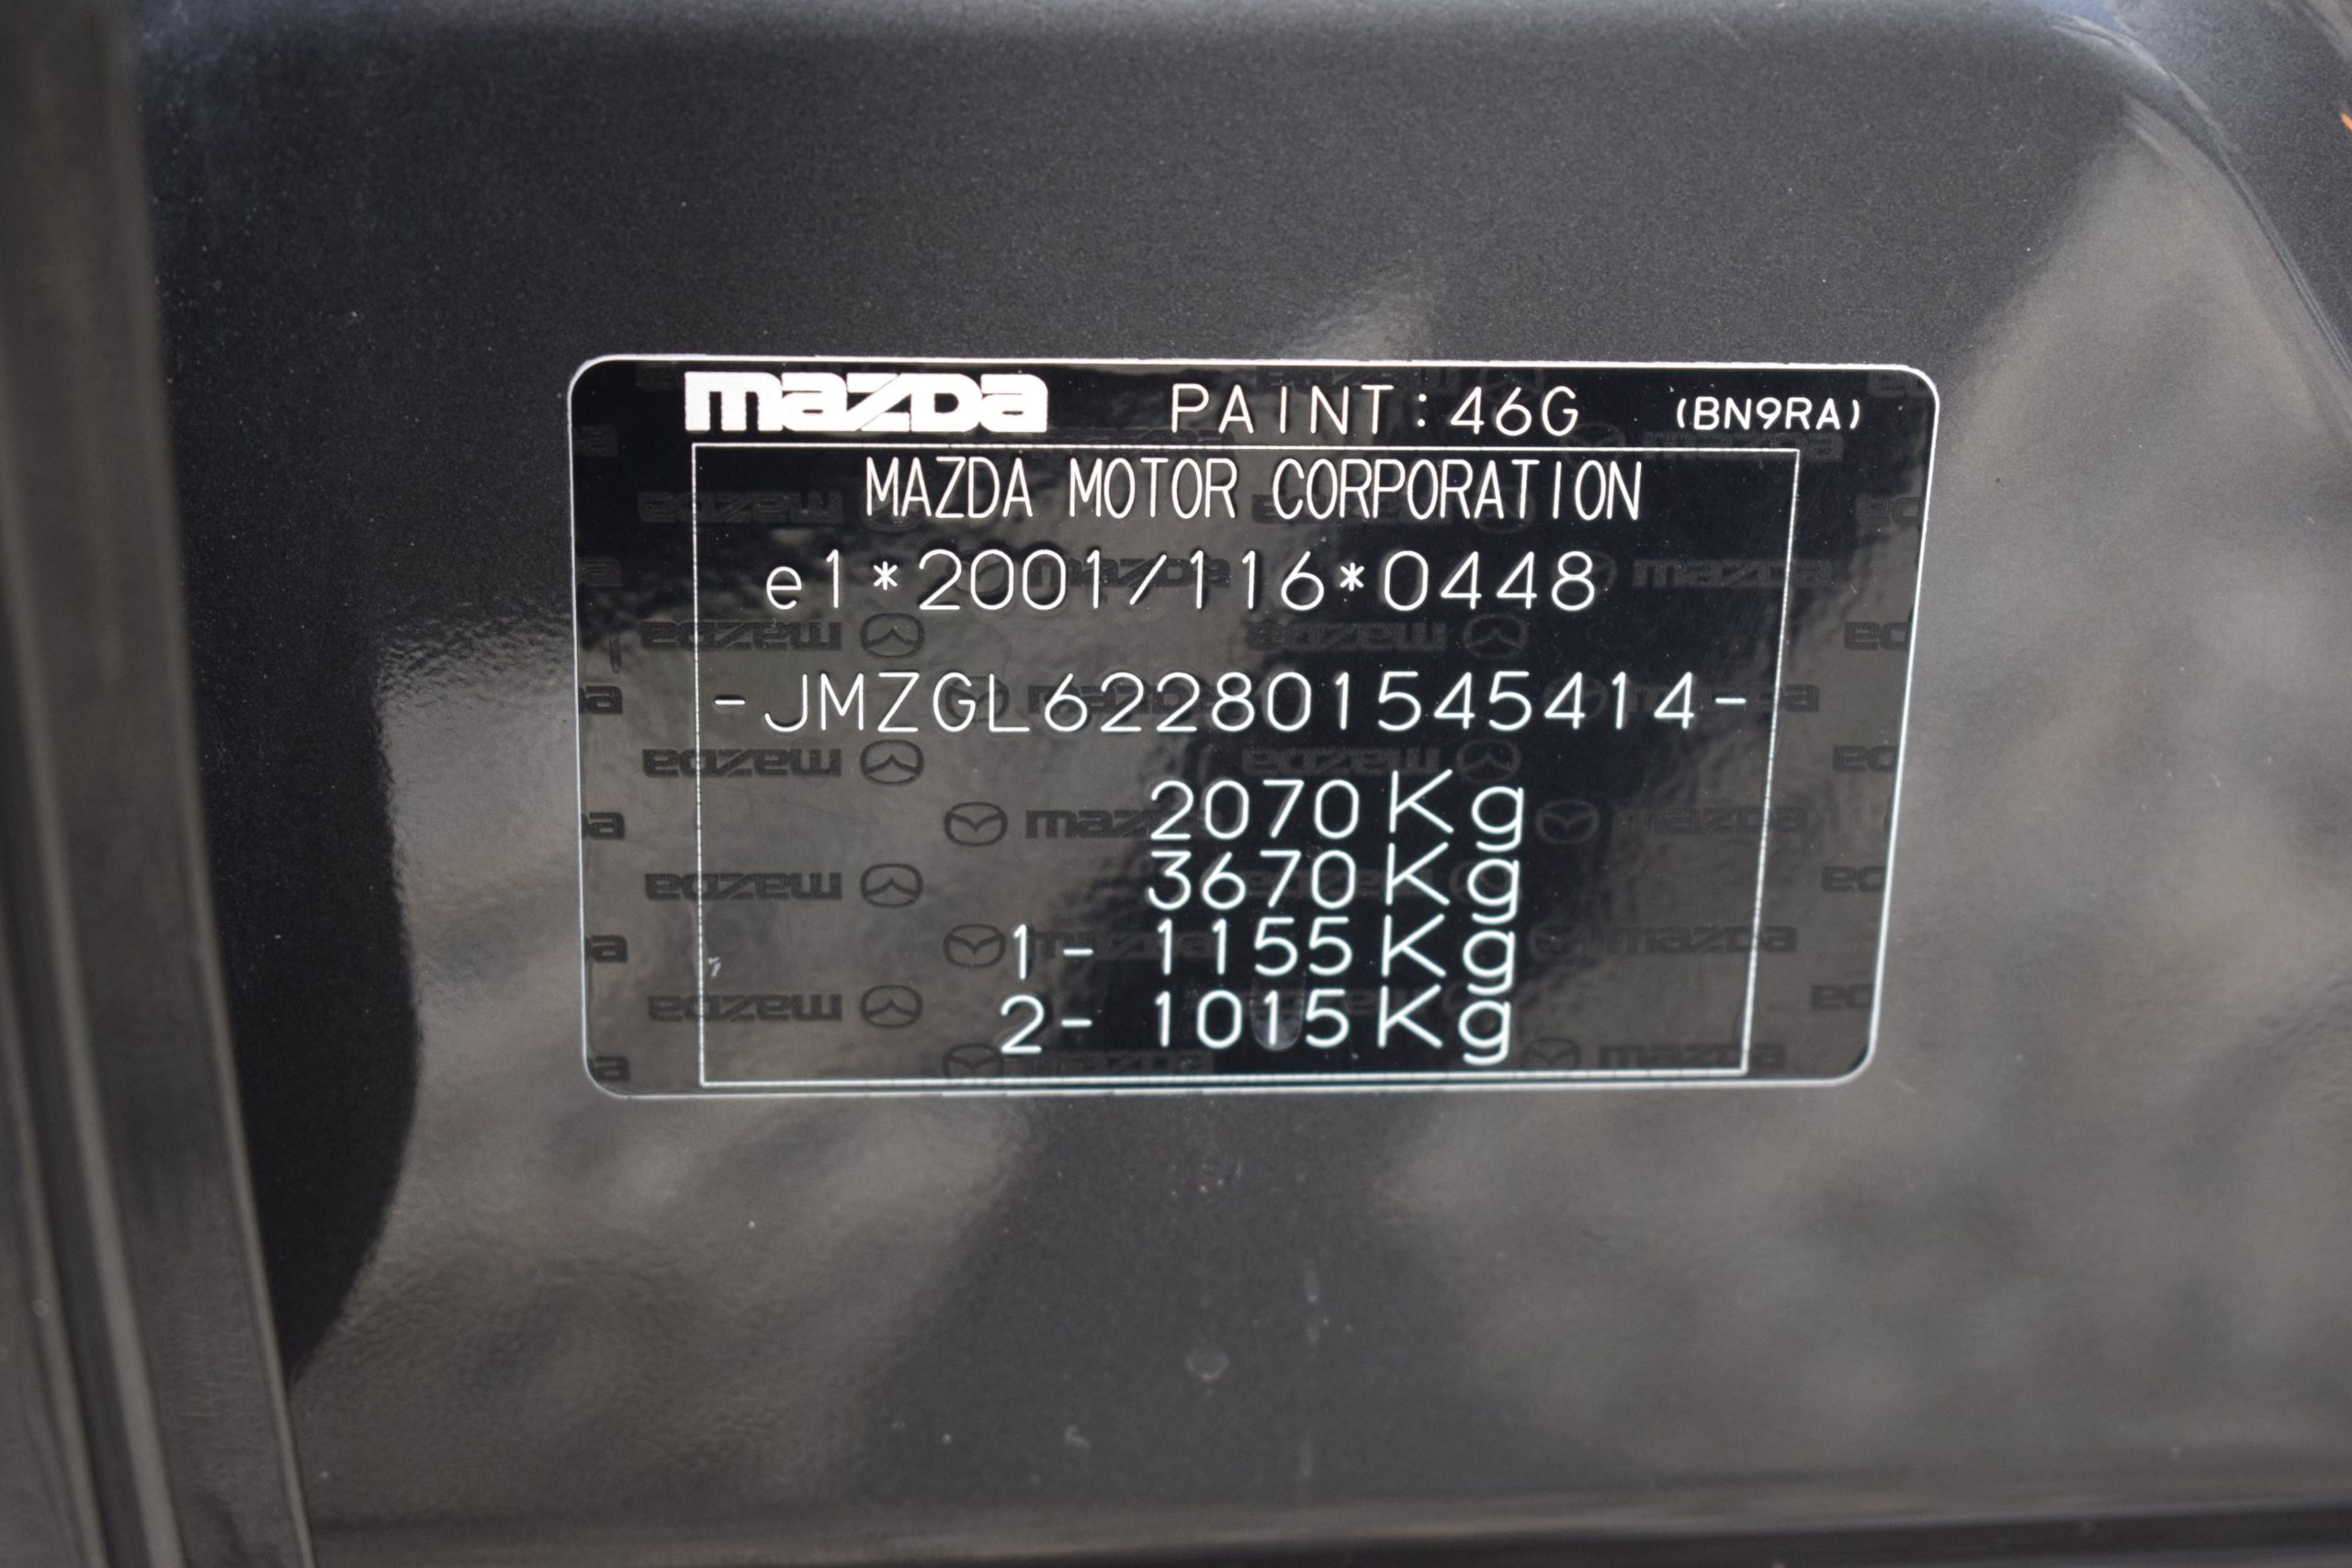 mazda PAINT:46G (BN9RA)
MAZDA MOTOR CORPORATION
e1*2001/116*0448
-JMZGL622801545414-
2070Kg
3670Kg
1- 1155Kg
2- 1015Kg